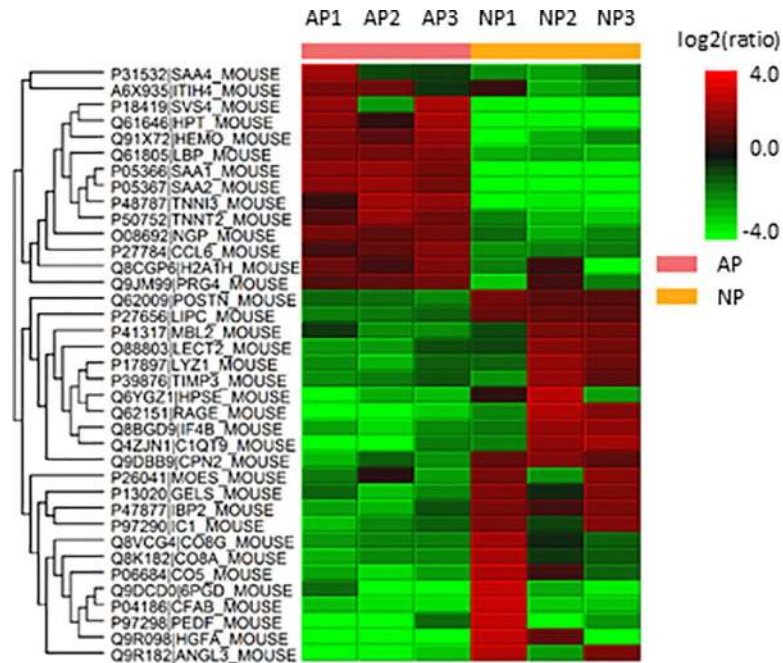 AP1 AP2 AP3 NP1 NP2 NP3
log2(ratio)
4.0
0.0
-4.0
AP
NP
P31532|SAA4_MOUSE
A6X935|ITIH4_MOUSE
P18419|SVS4_MOUSE
Q61646|HPT_MOUSE
Q91X72|HEMO_MOUSE
Q61805|LBP_MOUSE
P05366|SAA1_MOUSE
P05367|SAA2_MOUSE
P48787|TNNI3_MOUSE
P50752|TNNT2_MOUSE
O08692|NGP_MOUSE
P27784|CCL6_MOUSE
Q8CGP6|H2A1H_MOUSE
Q9JM99|PRG4_MOUSE
Q62009|POSTN_MOUSE
P27656|LIPC_MOUSE
P41317|MBL2_MOUSE
O88803|LECT2_MOUSE
P17897|LYZ1_MOUSE
P39876|TIMP3_MOUSE
Q6YGZ1|HPSE_MOUSE
Q62151|RAGE_MOUSE
Q8BGD9|IF4B_MOUSE
Q4ZJN1|C1QT9_MOUSE
Q9DBB9|CPN2_MOUSE
P26041|MOES_MOUSE
P13020|GELS_MOUSE
P47877|IBP2_MOUSE
P97290|IC1_MOUSE
Q8VCG4|CO8G_MOUSE
Q8K182|CO8A_MOUSE
P06684|CO5_MOUSE
Q9DCD0|6PGD_MOUSE
P04186|CFAB_MOUSE
P97298|PEDF_MOUSE
Q9R098|HGFA_MOUSE
Q9R182|ANGL3_MOUSE